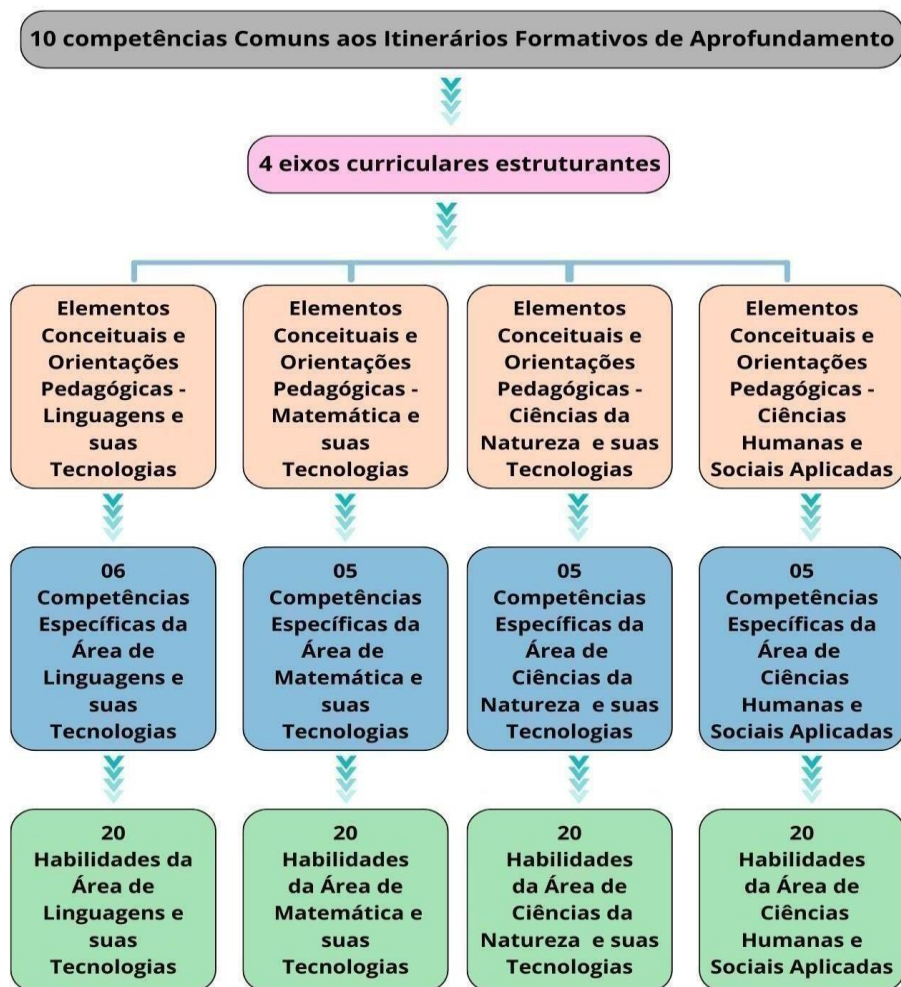 10 competências Comuns aos Itinerários Formativos de Aprofundamento
4 eixos curriculares estruturantes
Elementos
Conceituais e
Orientações
Pedagógicas -
Linguagens e
suas
Tecnologias
Elementos
Conceituais e
Orientações
Pedagógicas -
Matemática e
suas
Tecnologias
Elementos
Conceituais e
Orientações
Pedagógicas -
Ciências da
Natureza e suas
Tecnologias
Elementos
Conceituais e
Orientações
Pedagógicas -
Ciências
Humanas e
Sociais Aplicadas
06
Competências
Específicas da
Área de
Linguagens e
suas
Tecnologias
05
Competências
Específicas da
Área de
Matemática e
suas
Tecnologias
05
Competências
Específicas da
Área de
Ciências da
Natureza e suas
Tecnologias
05
Competências
Específicas da
Área de
Ciências
Humanas e
Sociais Aplicadas
20
Habilidades da
Área de
Linguagens e
suas
Tecnologias
20
Habilidades
da Área de
Matemática e
suas
Tecnologias
20
Habilidades
da Área de
Ciências da
Natureza e suas
Tecnologias
20
Habilidades
da Área de
Ciências
Humanas e
Sociais Aplicadas